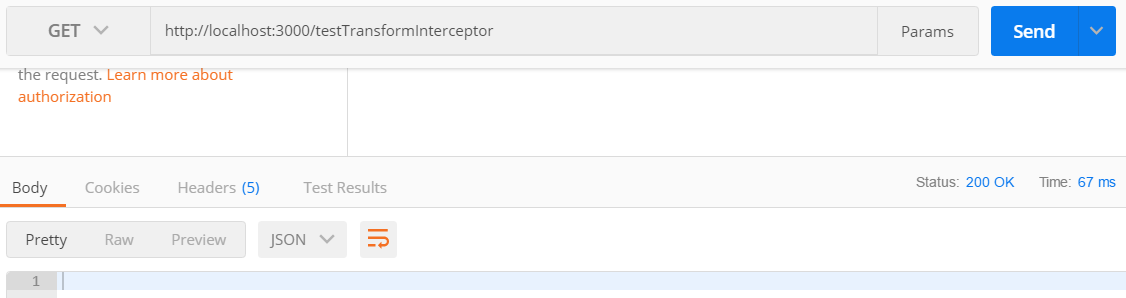 GET http://localhost:3000/testTransformInterceptor Params Send
the request. Learn more about
authorization
Body Cookies Headers (5) Test Results Status: 200 OK Time: 67 ms
Pretty Raw Preview JSON
1